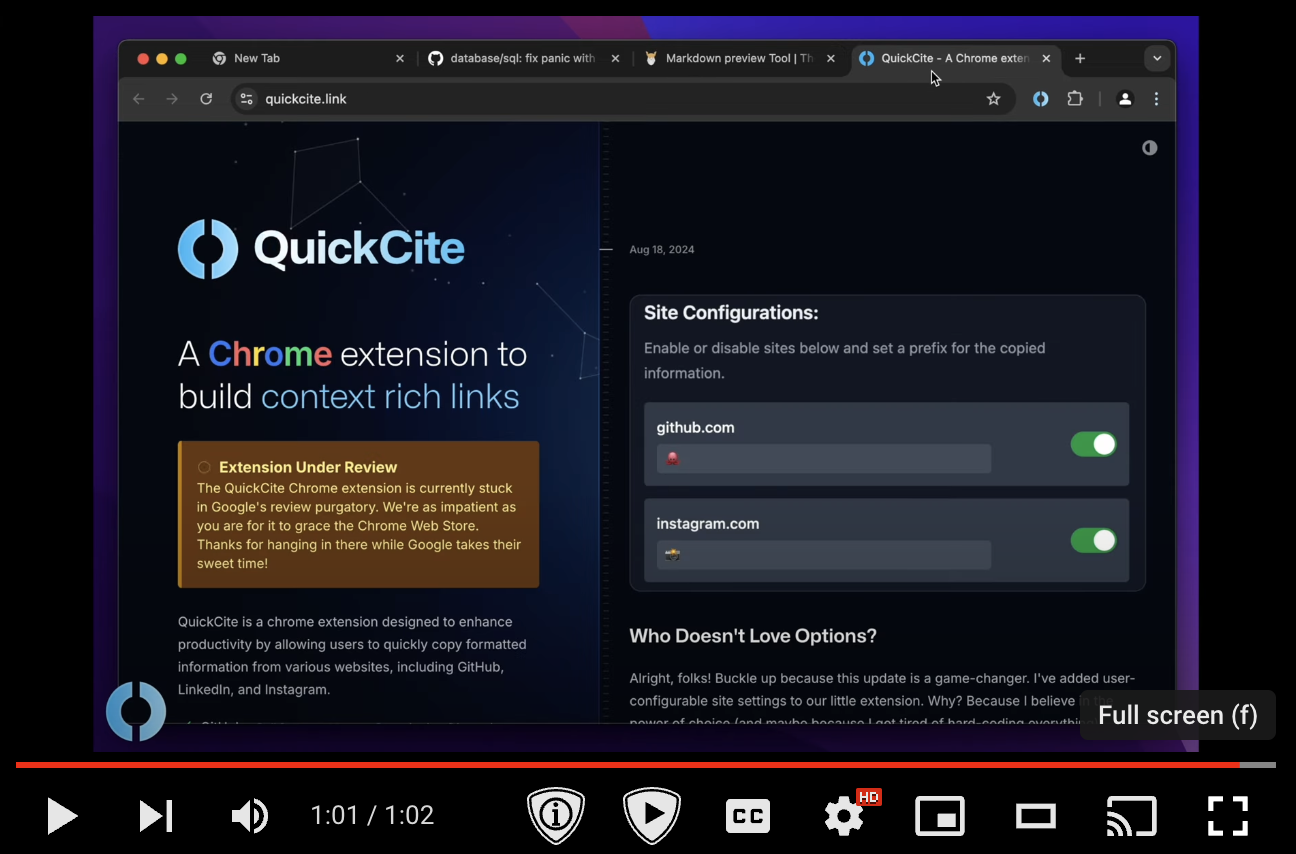 New Tab
database/sql: fix panic with
Markdown preview Tool | Th
QuickCite - A Chrome exten
quickcite.link
QuickCite
A Chrome extension to
build context rich links
Extension Under Review
The QuickCite Chrome extension is currently stuck
in Google's review purgatory. We're as impatient as
you are for it to grace the Chrome Web Store.
Thanks for hanging in there while Google takes their
sweet time!
QuickCite is a chrome extension designed to enhance
productivity by allowing users to quickly copy formatted
information from various websites, including GitHub,
LinkedIn, and Instagram.
Aug 18, 2024
Site Configurations:
Enable or disable sites below and set a prefix for the copied
information.
github.com
🚨
instagram.com
📸
Who Doesn't Love Options?
Alright, folks! Buckle up because this update is a game-changer. I've added user-
configurable site settings to our little extension. Why? Because I believe in the
power of choice (and maybe because I got tired of hard-coding everything
Full screen (f)
1:01 / 1:02
CC
HD